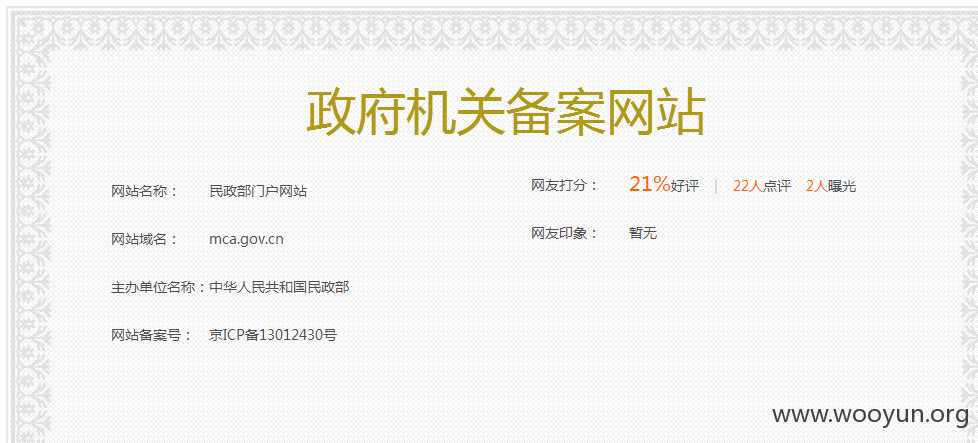 政府机关备案网站
网站名称： 民政部门户网站
网友打分： 21%好评 | 22人点评 2人曝光
网站域名： mca.gov.cn
网友印象： 暂无
主办单位名称：中华人民共和国民政部
网站备案号： 京ICP备13012430号
www.wooyun.org